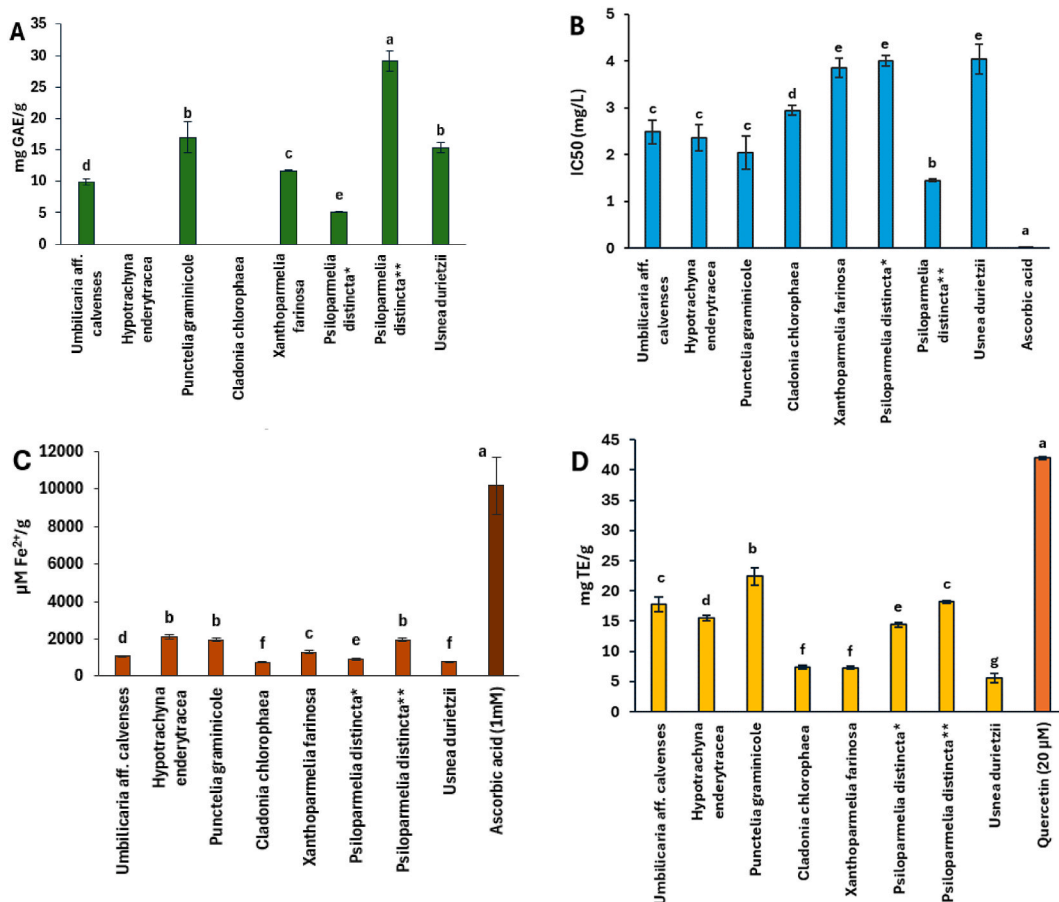 A
mg GAE/g
35
30
25
20
15
10
5
0
d
b
c
e
a
b
Umbilicaria aff.
calvenses
Hypotrachyna
enderytracea
Punctelia graminicole
Cladonia chlorophaea
Xanthoparmelia
farinosa
Psiloparmelia
distincta*
Psiloparmelia
distincta**
Usnea durietzii
B
IC50 (mg/L)
5
4
3
2
1
0
c
c
c
d
e
e
b
e
a
Umbilicaria aff.
calvenses
Hypotrachyna
enderytracea
Punctelia graminicole
Cladonia chlorophaea
Xanthoparmelia farinosa
Psiloparmelia distincta*
Psiloparmelia
distincta**
Usnea durietzii
Ascorbic acid
C
µM Fe²⁺/g
12000
10000
8000
6000
4000
2000
0
d
b
b
f
c
e
b
f
a
Umbilicaria aff. calvenses
Hypotrachyna
enderytracea
Punctelia graminicole
Cladonia chlorophaea
Xanthoparmelia farinosa
Psiloparmelia distincta*
Psiloparmelia distincta**
Usnea durietzii
Ascorbic acid (1mM)
D
mg TE/g
45
40
35
30
25
20
15
10
5
0
c
d
b
f
f
e
c
g
a
Umbilicaria aff. calvenses
Hypotrachyna
enderytracea
Punctelia graminicole
Cladonia chlorophaea
Xanthoparmelia farinosa
Psiloparmelia distincta*
Psiloparmelia distincta**
Usnea durietzii
Quercetin (20 µM)